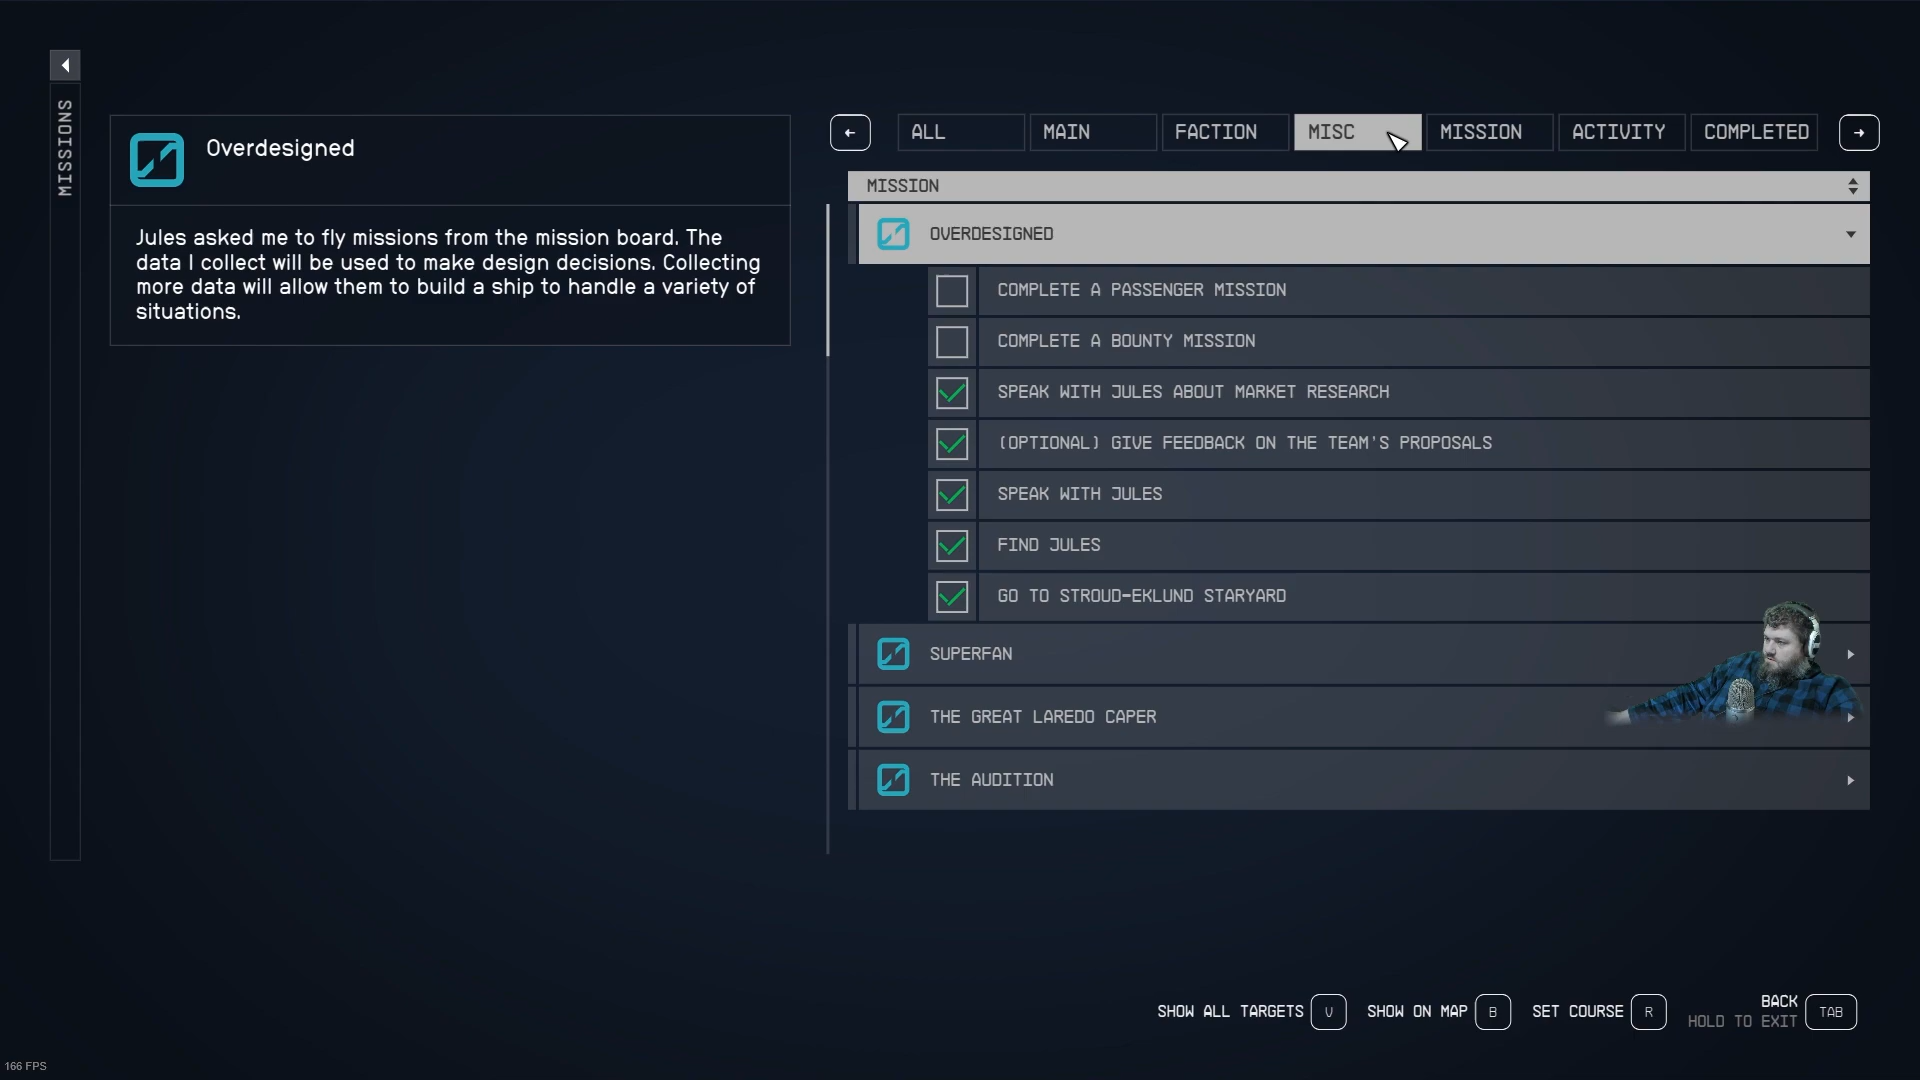 MISSIONS
Overdesigned
Jules asked me to fly missions from the mission board. The
data I collect will be used to make design decisions. Collecting
more data will allow them to build a ship to handle a variety of
situations.
ALL MAIN FACTION MISC MISSION ACTIVITY COMPLETED
MISSION
OVERDESIGNED
COMPLETE A PASSENGER MISSION
COMPLETE A BOUNTY MISSION
SPEAK WITH JULES ABOUT MARKET RESEARCH
(OPTIONAL) GIVE FEEDBACK ON THE TEAM'S PROPOSALS
SPEAK WITH JULES
FIND JULES
GO TO STROUD-EKLUND STARYARD
SUPERFAN
THE GREAT LAREDO CAPER
THE AUDITION
SHOW ALL TARGETS V SHOW ON MAP B SET COURSE R BACK TAB
HOLD TO EXIT
166 FPS